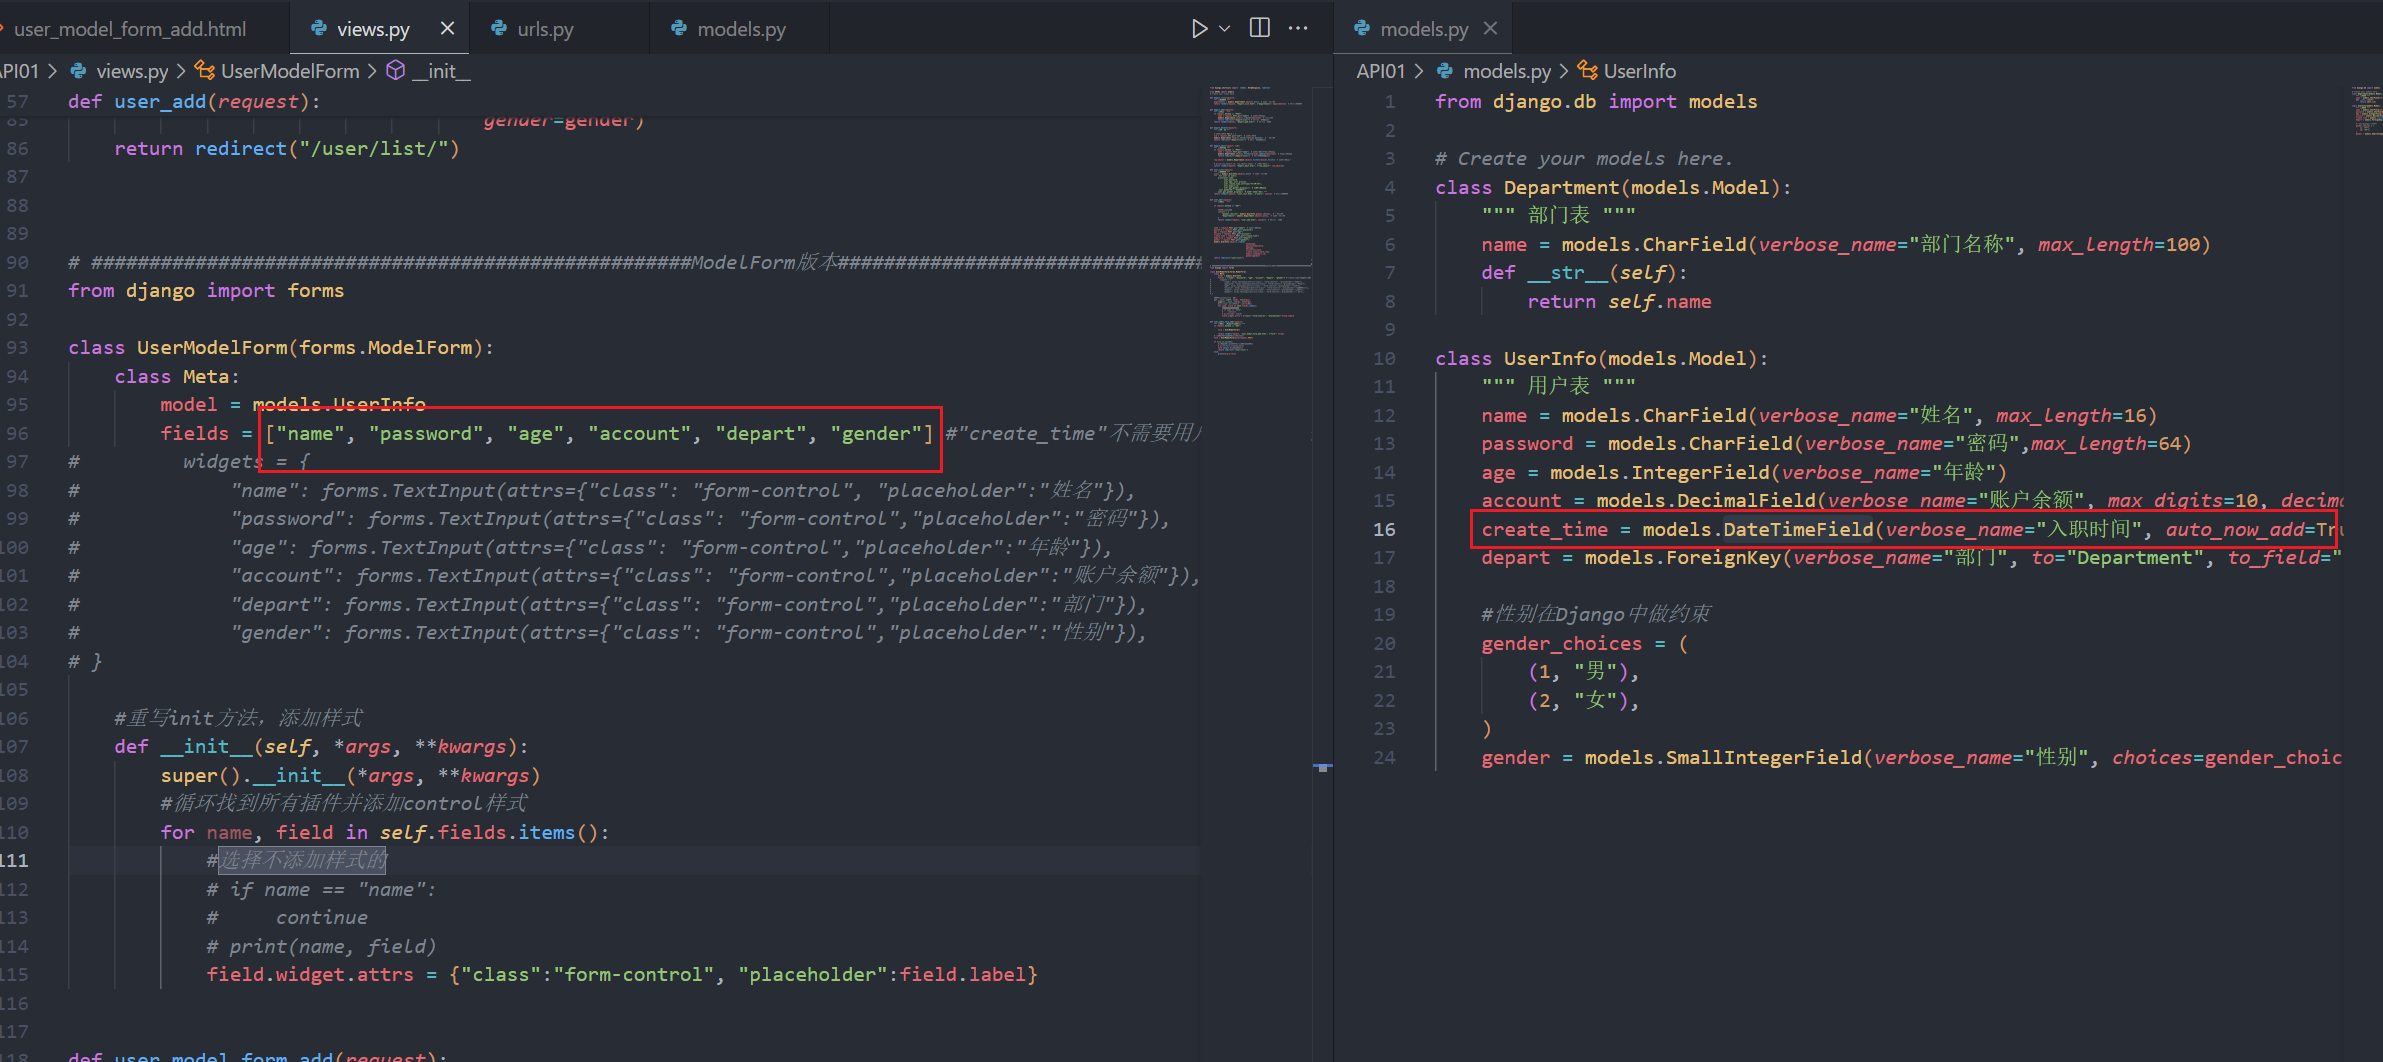 user_model_form_add.html
views.py
urls.py
models.py
models.py
API01 > views.py > UserModelForm > __init__
57 def user_add(request):
85 gender=gender)
86     return redirect("/user/list/")
87
88
89
90 # ####################################################ModelForm版本################################
91 from django import forms
92
93 class UserModelForm(forms.ModelForm):
94     class Meta:
95         model = models.UserInfo
96         fields = ["name", "password", "age", "account", "depart", "gender"] #"create_time"不需要用
97 #         widgets = {
98 #             "name": forms.TextInput(attrs={"class": "form-control", "placeholder":"姓名"}),
99 #             "password": forms.TextInput(attrs={"class": "form-control","placeholder":"密码"}),
100 #             "age": forms.TextInput(attrs={"class": "form-control","placeholder":"年龄"}),
101 #             "account": forms.TextInput(attrs={"class": "form-control","placeholder":"账户余额"}),
102 #             "depart": forms.TextInput(attrs={"class": "form-control","placeholder":"部门"}),
103 #             "gender": forms.TextInput(attrs={"class": "form-control","placeholder":"性别"}),
104 # }
105
106     #重写init方法，添加样式
107     def __init__(self, *args, **kwargs):
108         super().__init__(*args, **kwargs)
109         #循环找到所有插件并添加control样式
110         for name, field in self.fields.items():
111             #选择不添加样式的
112             # if name == "name":
113             #     continue
114             # print(name, field)
115             field.widget.attrs = {"class":"form-control", "placeholder":field.label}
116
117
118 def user_model_form_add(request):
API01 > models.py > UserInfo
1 from django.db import models
2
3 # Create your models here.
4 class Department(models.Model):
5     """ 部门表 """
6     name = models.CharField(verbose_name="部门名称", max_length=100)
7     def __str__(self):
8         return self.name
9
10 class UserInfo(models.Model):
11     """ 用户表 """
12     name = models.CharField(verbose_name="姓名", max_length=16)
13     password = models.CharField(verbose_name="密码",max_length=64)
14     age = models.IntegerField(verbose_name="年龄")
15     account = models.DecimalField(verbose_name="账户余额", max_digits=10, decim
16     create_time = models.DateTimeField(verbose_name="入职时间", auto_now_add=Tru
17     depart = models.ForeignKey(verbose_name="部门", to="Department", to_field="
18
19     #性别在Django中做约束
20     gender_choices = (
21         (1, "男"),
22         (2, "女"),
23     )
24     gender = models.SmallIntegerField(verbose_name="性别", choices=gender_choic